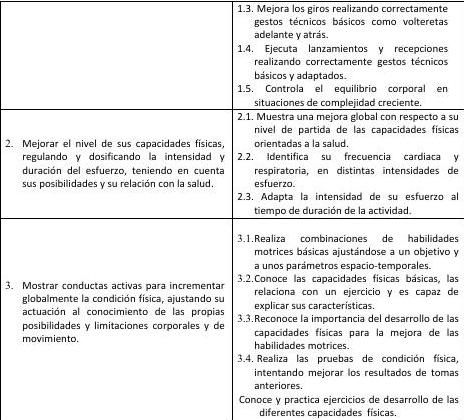 1.3. Mejora los giros realizando correctamente
gestos técnicos básicos como volteretas
adelante y atrás.
1.4. Ejecuta lanzamientos y recepciones
realizando correctamente gestos técnicos
básicos y adaptados.
1.5. Controla el equilibrio corporal en
situaciones de complejidad creciente.
2. Mejorar el nivel de sus capacidades físicas,
regulando y dosificando la intensidad y
duración del esfuerzo, teniendo en cuenta
sus posibilidades y su relación con la salud.
2.1. Muestra una mejora global con respecto a su
nivel de partida de las capacidades físicas
orientadas a la salud.
2.2. Identifica su frecuencia cardiaca y
respiratoria, en distintas intensidades de
esfuerzo.
2.3. Adapta la intensidad de su esfuerzo al
tiempo de duración de la actividad.
3. Mostrar conductas activas para incrementar
globalmente la condición física, ajustando su
actuación al conocimiento de las propias
posibilidades y limitaciones corporales y de
movimiento.
3.1.Realiza combinaciones de habilidades
motrices básicas ajustándose a un objetivo y
a unos parámetros espacio-temporales.
3.2.Conoce las capacidades físicas básicas, las
relaciona con un ejercicio y es capaz de
explicar sus características.
3.3.Reconoce la importancia del desarrollo de las
capacidades físicas para la mejora de las
habilidades motrices.
3.4. Realiza las pruebas de condición física,
intentando mejorar los resultados de tomas
anteriores.
Conoce y practica ejercicios de desarrollo de las
diferentes capacidades físicas.